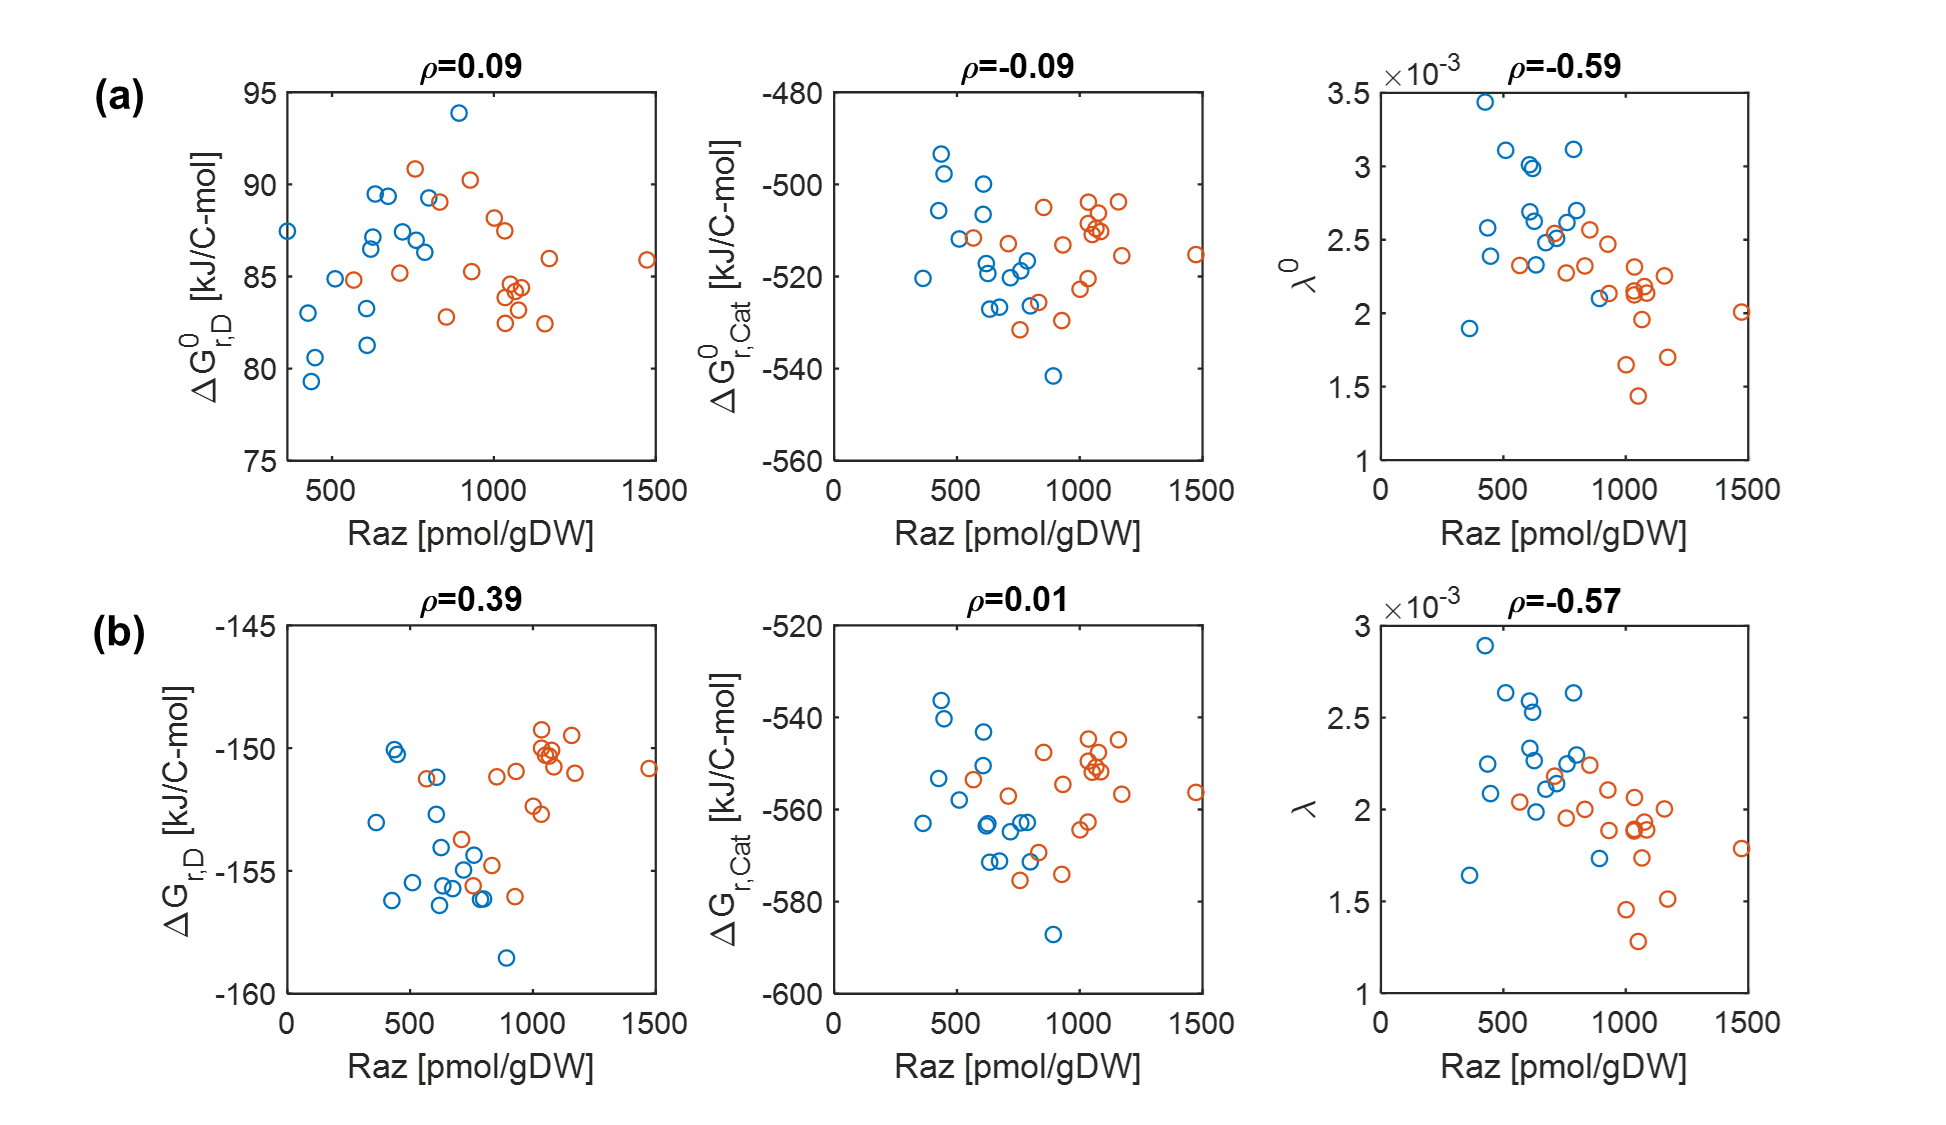 (a)
ρ=0.09
95
90
85
80
75
500
1000
1500
Raz [pmol/gDW]
ΔG⁰r,D [kJ/C-mol]
ρ=-0.09
-480
-500
-520
-540
-560
0
500
1000
1500
Raz [pmol/gDW]
ΔG⁰r,Cat [kJ/C-mol]
×10⁻³
ρ=-0.59
3.5
3
2.5
2
1.5
1
0
500
1000
1500
Raz [pmol/gDW]
λ⁰
(b)
ρ=0.39
-145
-150
-155
-160
0
500
1000
1500
Raz [pmol/gDW]
ΔGr,D [kJ/C-mol]
ρ=0.01
-520
-540
-560
-580
-600
0
500
1000
1500
Raz [pmol/gDW]
ΔGr,Cat [kJ/C-mol]
×10⁻³
ρ=-0.57
3
2.5
2
1.5
1
0
500
1000
1500
Raz [pmol/gDW]
λ